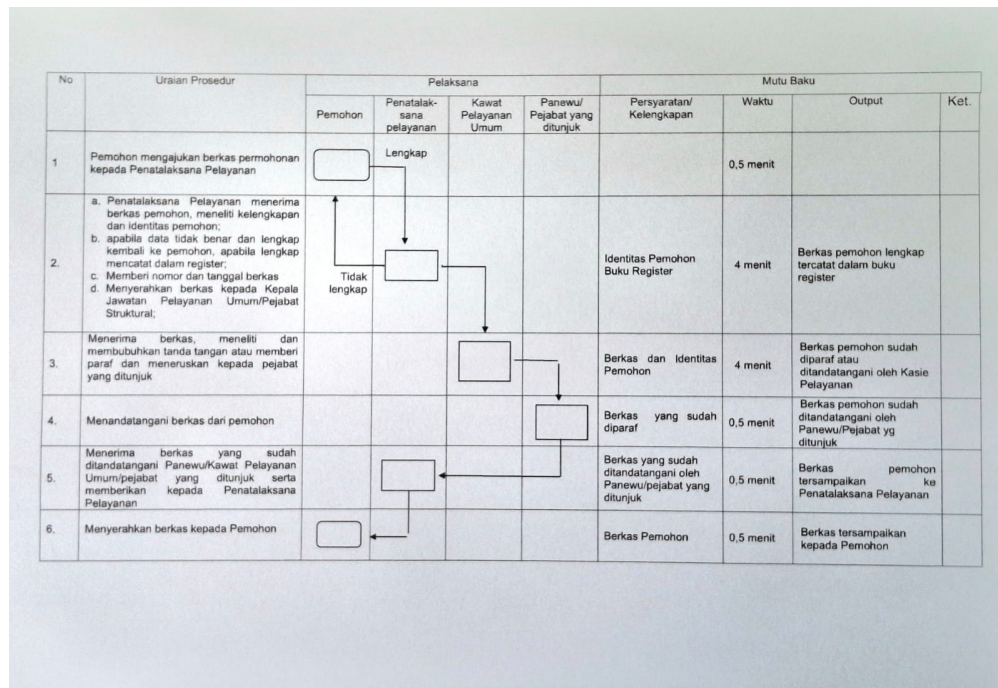 No
Uraian Prosedur
Pelaksana
Mutu Baku
Pemohon
Penatalak-
sana
pelayanan
Kawat
Pelayanan
Umum
Panewu/
Pejabat yang
ditunjuk
Persyaratan/
Kelengkapan
Waktu
Output
Ket.
1
Pemohon mengajukan berkas permohonan
kepada Penatalaksana Pelayanan
Lengkap
0,5 menit
2.
a. Penatalaksana Pelayanan menerima
berkas pemohon, meneliti kelengkapan
dan identitas pemohon;
b. apabila data tidak benar dan lengkap
kembali ke pemohon, apabila lengkap
mencatat dalam register;
c. Memberi nomor dan tanggal berkas
d. Menyerahkan berkas kepada Kepala
Jawatan Pelayanan Umum/Pejabat
Struktural;
Tidak
lengkap
Identitas Pemohon
Buku Register
4 menit
Berkas pemohon lengkap
tercatat dalam buku
register
3.
Menerima berkas, meneliti dan
membubuhkan tanda tangan atau memberi
paraf dan meneruskan kepada pejabat
yang ditunjuk
Berkas dan Identitas
Pemohon
4 menit
Berkas pemohon sudah
diparaf atau
ditandatangani oleh Kasie
Pelayanan
4.
Menandatangani berkas dari pemohon
Berkas yang sudah
diparaf
0,5 menit
Berkas pemohon sudah
ditandatangani oleh
Panewu/Pejabat yg
ditunjuk
5.
Menerima berkas yang sudah
ditandatangani Panewu/Kawat Pelayanan
Umum/pejabat yang ditunjuk serta
memberikan kepada Penatalaksana
Pelayanan
Berkas yang sudah
ditandatangani oleh
Panewu/pejabat yang
ditunjuk
0,5 menit
Berkas pemohon
tersampaikan ke
Penatalaksana Pelayanan
6.
Menyerahkan berkas kepada Pemohon
Berkas Pemohon
0,5 menit
Berkas tersampaikan
kepada Pemohon